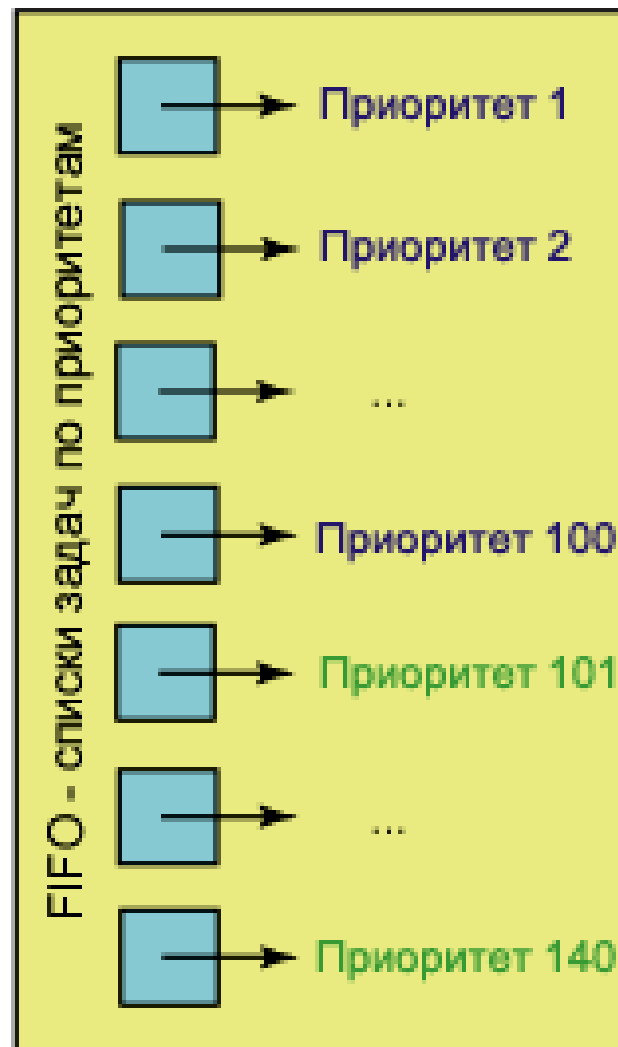 FIFO - списки задач по приоритетам
Приоритет 1
Приоритет 2
...
Приоритет 100
Приоритет 101
...
Приоритет 140